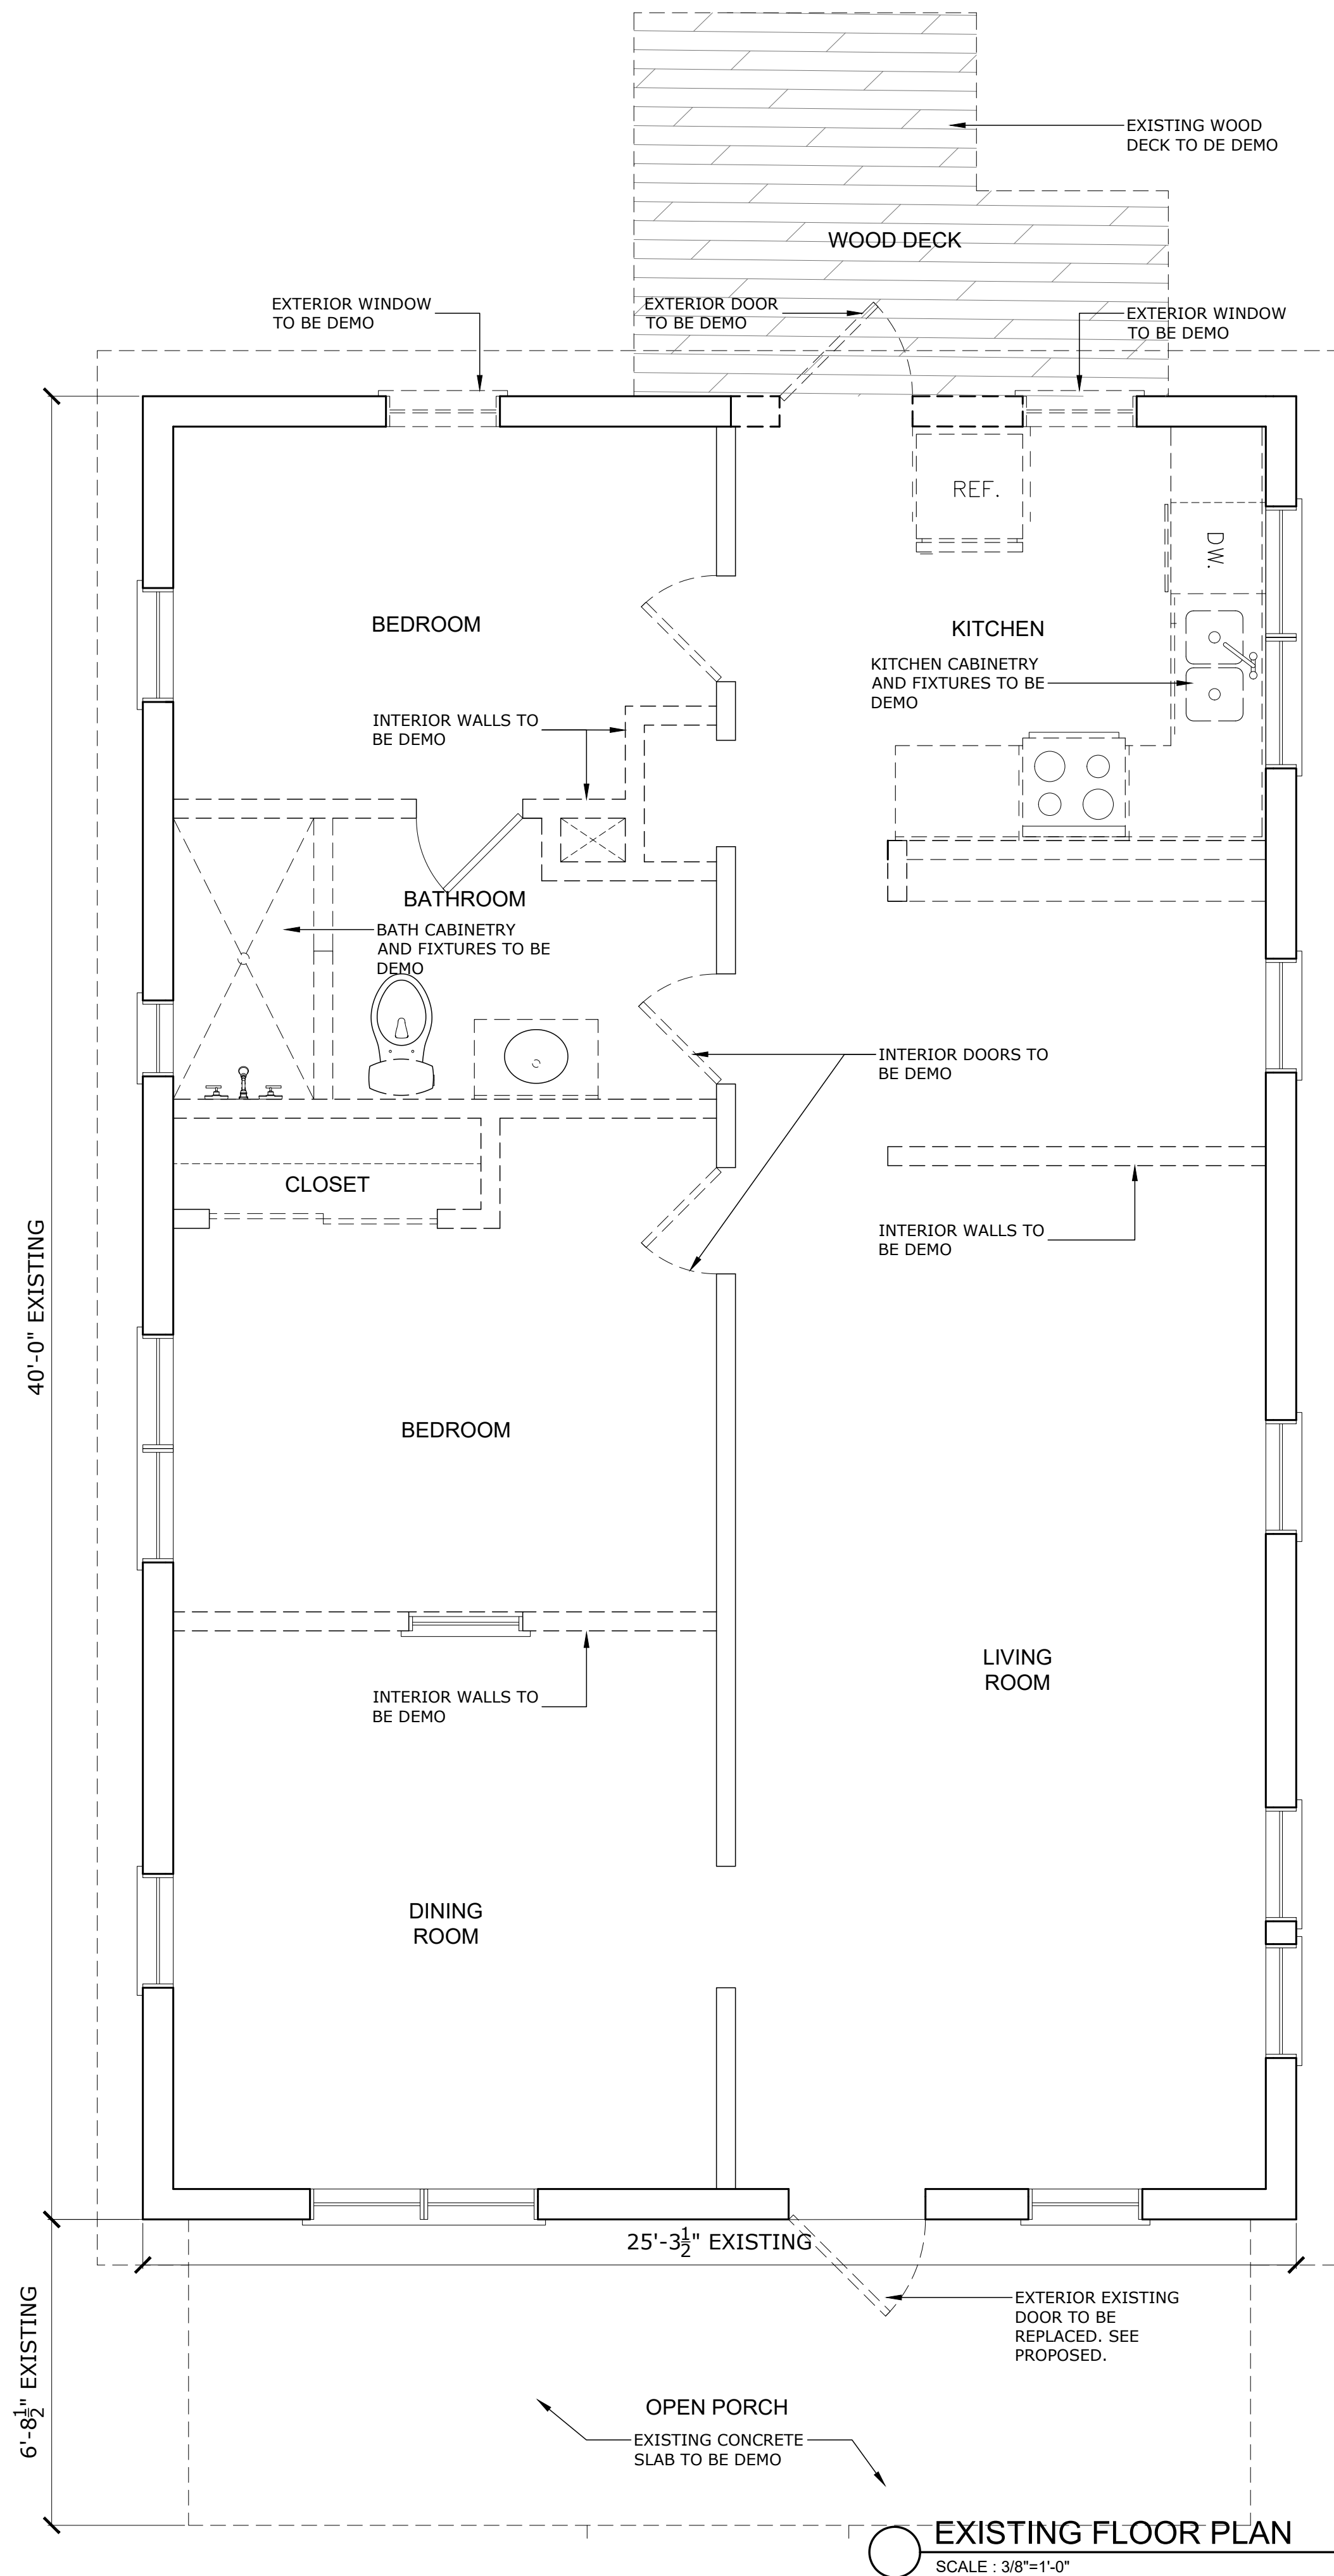 EXISTING WOOD
DECK TO DE DEMO
WOOD DECK
EXTERIOR WINDOW
TO BE DEMO
EXTERIOR DOOR
TO BE DEMO
EXTERIOR WINDOW
TO BE DEMO
REF.
DW.
BEDROOM
KITCHEN
KITCHEN CABINETRY
AND FIXTURES TO BE
DEMO
INTERIOR WALLS TO
BE DEMO
BATHROOM
BATH CABINETRY
AND FIXTURES TO BE
DEMO
INTERIOR DOORS TO
BE DEMO
CLOSET
INTERIOR WALLS TO
BE DEMO
40'-0" EXISTING
BEDROOM
LIVING
ROOM
INTERIOR WALLS TO
BE DEMO
DINING
ROOM
25'-3½" EXISTING
EXTERIOR EXISTING
DOOR TO BE
REPLACED. SEE
PROPOSED.
6'-8½" EXISTING
OPEN PORCH
EXISTING CONCRETE
SLAB TO BE DEMO
EXISTING FLOOR PLAN
SCALE : 3/8"=1'-0"